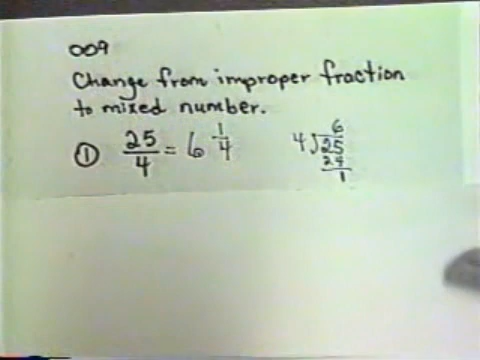 009
Change from improper fraction
to mixed number.
① 25/4 = 6 1/4
6
4)25
24
1